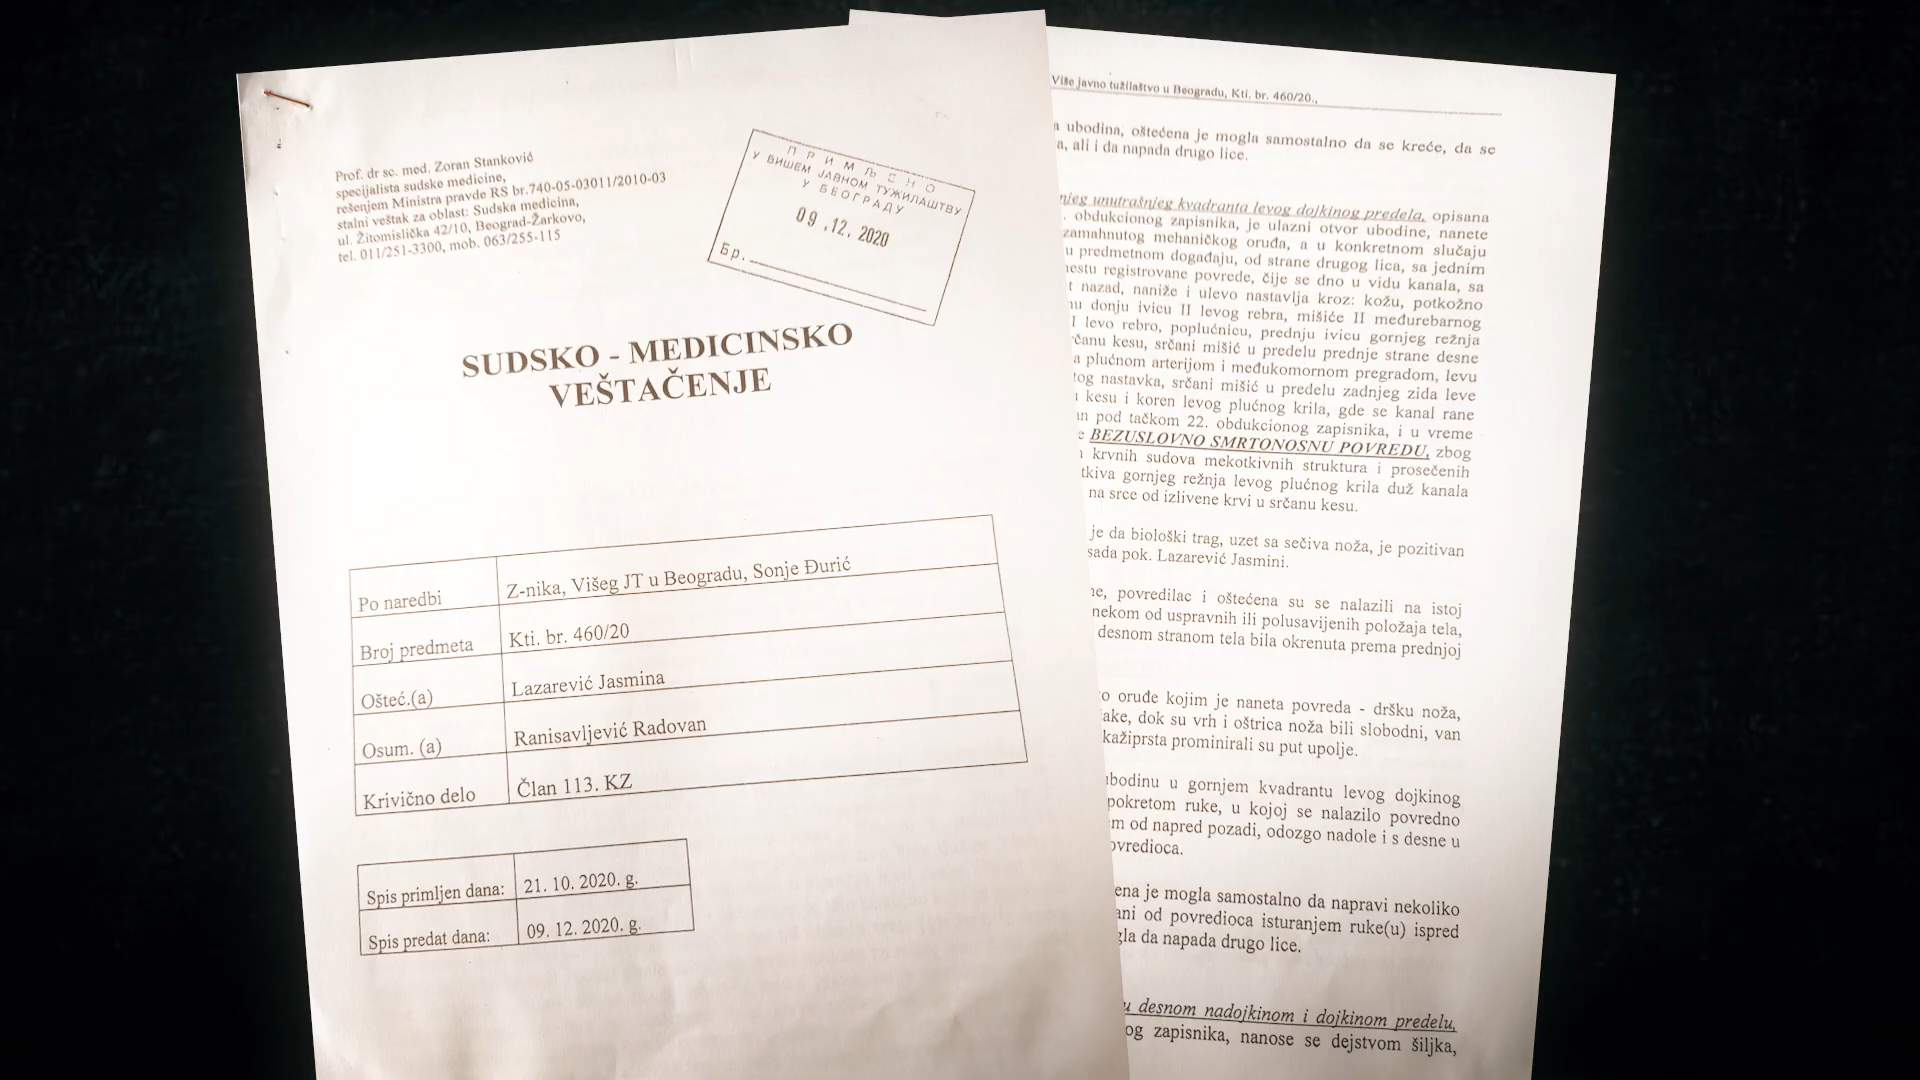 Prof. dr sc. med. Zoran Stanković
specijalista sudske medicine,
rešenjem Ministra pravde RS br.740-05-03011/2010-03
stalni veštak za oblast: Sudska medicina,
ul. Žitomislička 42/10, Beograd-Žarkovo,
tel. 011/251-3300, mob. 063/255-115
ПРИМЉЕНО
У ВИШЕМ ЈАВНОМ ТУЖИЛАШТВУ
У БЕОГРАДУ
09.12.2020
Бр.
SUDSKO - MEDICINSKO
VEŠTAČENJE
Po naredbi Z-nika, Višeg JT u Beogradu, Sonje Đurić
Broj predmeta Kti. br. 460/20
Ošteć.(a) Lazarević Jasmina
Osum. (a) Ranisavljević Radovan
Krivično delo Član 113. KZ
Spis primljen dana: 21. 10. 2020. g.
Spis predat dana: 09. 12. 2020. g.
Više javno tužilaštvo u Beogradu, Kti. br. 460/20.,
ubodina, oštećena je mogla samostalno da se kreće, da se
ali i da napada drugo lice.
unutrašnjeg kvadranta levog dojkinog predela, opisana
obdukcionog zapisnika, je ulazni otvor ubodine, nanete
zamahnutog mehaničkog oruđa, a u konkretnom slučaju
u predmetnom događaju, od strane drugog lica, sa jednim
registrovane povrede, čije se dno u vidu kanala, sa
nazad, naniže i ulevo nastavlja kroz: kožu, potkožno
donju ivicu II levog rebra, mišiće II međurebarnog
levo rebro, poplućnicu, prednju ivicu gornjeg režnja
kesu, srčani mišić u predelu prednje strane desne
plućnom arterijom i međukomornom pregradom, levu
nastavka, srčani mišić u predelu zadnjeg zida leve
kesu i koren levog plućnog krila, gde se kanal rane
pod tačkom 22. obdukcionog zapisnika, i u vreme
BEZUSLOVNO SMRTONOSNU POVREDU, zbog
krvnih sudova mekotkivnih struktura i prosečenih
tkiva gornjeg režnja levog plućnog krila duž kanala
na srce od izlivene krvi u srčanu kesu.
je da biološki trag, uzet sa sečiva noža, je pozitivan
sada pok. Lazarević Jasmini.
povredilac i oštećena su se nalazili na istoj
nekom od uspravnih ili polusavijenih položaja tela,
desnom stranom tela bila okrenuta prema prednjoj
oruđe kojim je naneta povreda - dršku noža,
dok su vrh i oštrica noža bili slobodni, van
kažiprsta prominirali su put upolje.
ubodinu u gornjem kvadrantu levog dojkinog
pokretom ruke, u kojoj se nalazilo povredno
od napred pozadi, odozgo nadole i s desne u
je mogla samostalno da napravi nekoliko
od povredioca isturanjem ruke(u) ispred
da napada drugo lice.
u desnom nadojkinom i dojkinom predelu,
zapisnika, nanose se dejstvom šiljka,